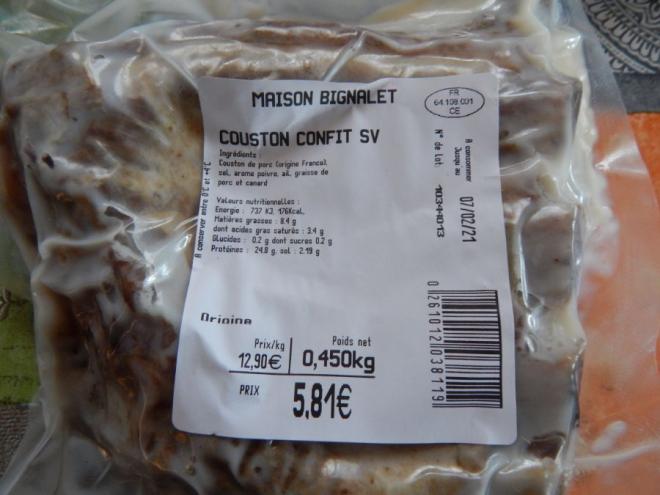 MAISON BIGNALET
FR
64.199.001
CE
COUSTON CONFIT SV
Ingrédients :
Couston de porc (origine France),
sel, arome poivre, ail, graisse de
porc et canard
Valeurs nutritionnelles :
Energie : 737 KJ, 176Kcal,
Matières grasses : 8.4 g
dont acides gras saturés : 3.4 g
Glucides : 0.2 g dont sucres 0.2 g
Protéines : 24.8 g, sel : 2.19 g
A conserver entre 0°C et +4°C
N° de lot
A consommer
Jusqu'au
07/02/21
Origine
Prix/kg
12,90€
Poids net
0,450kg
PRIX
5,81€
0261012038119